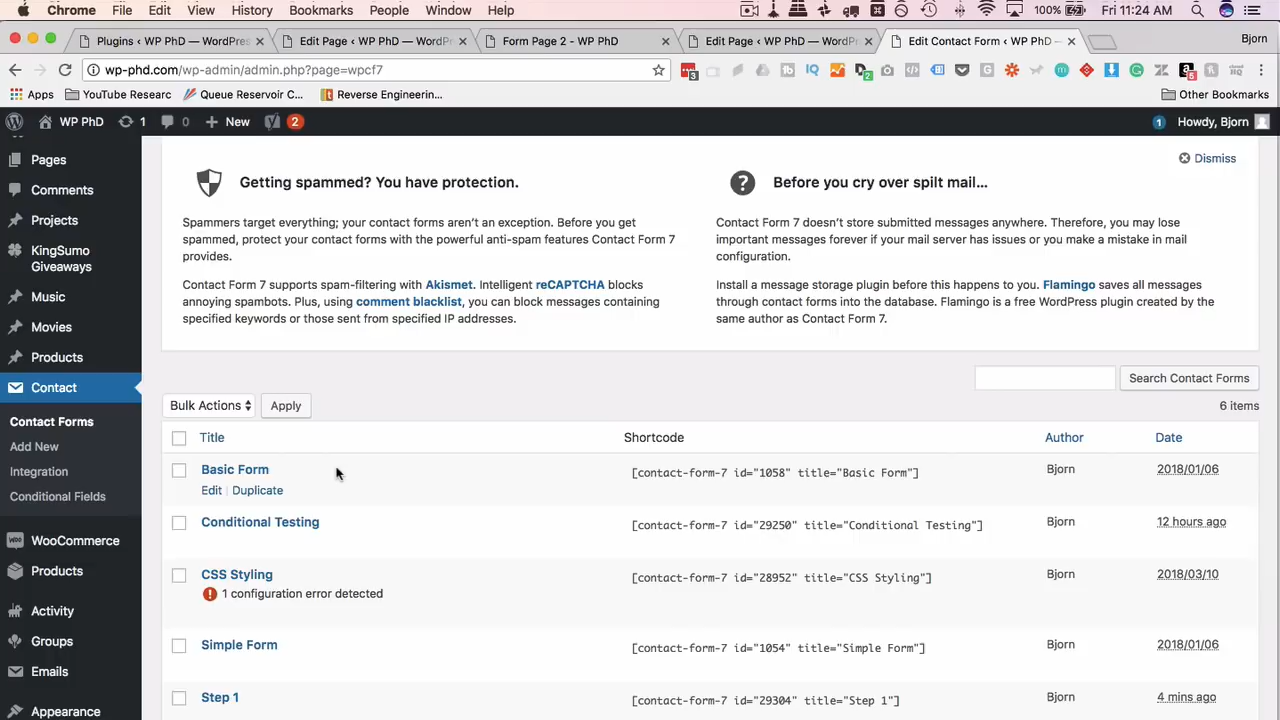 Chrome File Edit View History Bookmarks People Window Help 100% Fri 11:24 AM
Plugins ‹ WP PhD — WordPres × Edit Page ‹ WP PhD — WordPr × Form Page 2 - WP PhD × Edit Page ‹ WP PhD — WordPr × Edit Contact Form ‹ WP PhD – × Bjorn
wp-phd.com/wp-admin/admin.php?page=wpcf7
Apps YouTube Researc Queue Reservoir C... Reverse Engineerin... Other Bookmarks
WP PhD 1 0 + New 2 1 Howdy, Bjorn
Pages
Comments
Projects
KingSumo
Giveaways
Music
Movies
Products
Contact
Contact Forms
Add New
Integration
Conditional Fields
WooCommerce
Products
Activity
Groups
Emails
Appearance
Dismiss
Getting spammed? You have protection.
Spammers target everything; your contact forms aren’t an exception. Before you get
spammed, protect your contact forms with the powerful anti-spam features Contact Form 7
provides.
Contact Form 7 supports spam-filtering with Akismet. Intelligent reCAPTCHA blocks
annoying spambots. Plus, using comment blacklist, you can block messages containing
specified keywords or those sent from specified IP addresses.
Before you cry over spilt mail…
Contact Form 7 doesn’t store submitted messages anywhere. Therefore, you may lose
important messages forever if your mail server has issues or you make a mistake in mail
configuration.
Install a message storage plugin before this happens to you. Flamingo saves all messages
through contact forms into the database. Flamingo is a free WordPress plugin created by the
same author as Contact Form 7.
Search Contact Forms
Bulk Actions Apply 6 items
Title Shortcode Author Date
Basic Form [contact-form-7 id="1058" title="Basic Form"] Bjorn 2018/01/06
Edit | Duplicate
Conditional Testing [contact-form-7 id="29250" title="Conditional Testing"] Bjorn 12 hours ago
CSS Styling [contact-form-7 id="28952" title="CSS Styling"] Bjorn 2018/03/10
1 configuration error detected
Simple Form [contact-form-7 id="1054" title="Simple Form"] Bjorn 2018/01/06
Step 1 [contact-form-7 id="29304" title="Step 1"] Bjorn 4 mins ago